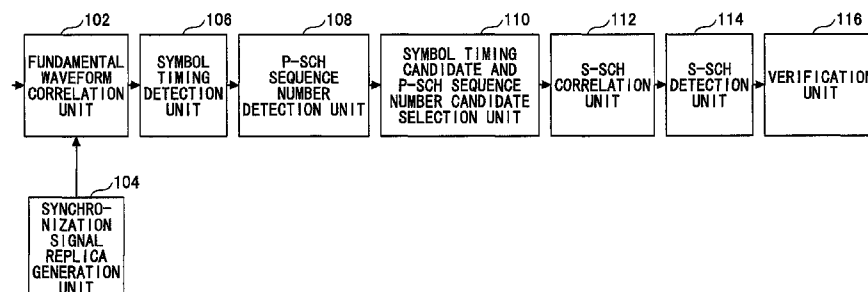 102
FUNDAMENTAL
WAVEFORM
CORRELATION
UNIT
106
SYMBOL
TIMING
DETECTION
UNIT
108
P-SCH
SEQUENCE
NUMBER
DETECTION UNIT
110
SYMBOL TIMING
CANDIDATE AND
P-SCH SEQUENCE
NUMBER CANDIDATE
SELECTION UNIT
112
S-SCH
CORRELATION
UNIT
114
S-SCH
DETECTION
UNIT
116
VERIFICATION
UNIT
104
SYNCHRO-
NIZATION
SIGNAL
REPLICA
GENERATION
UNIT